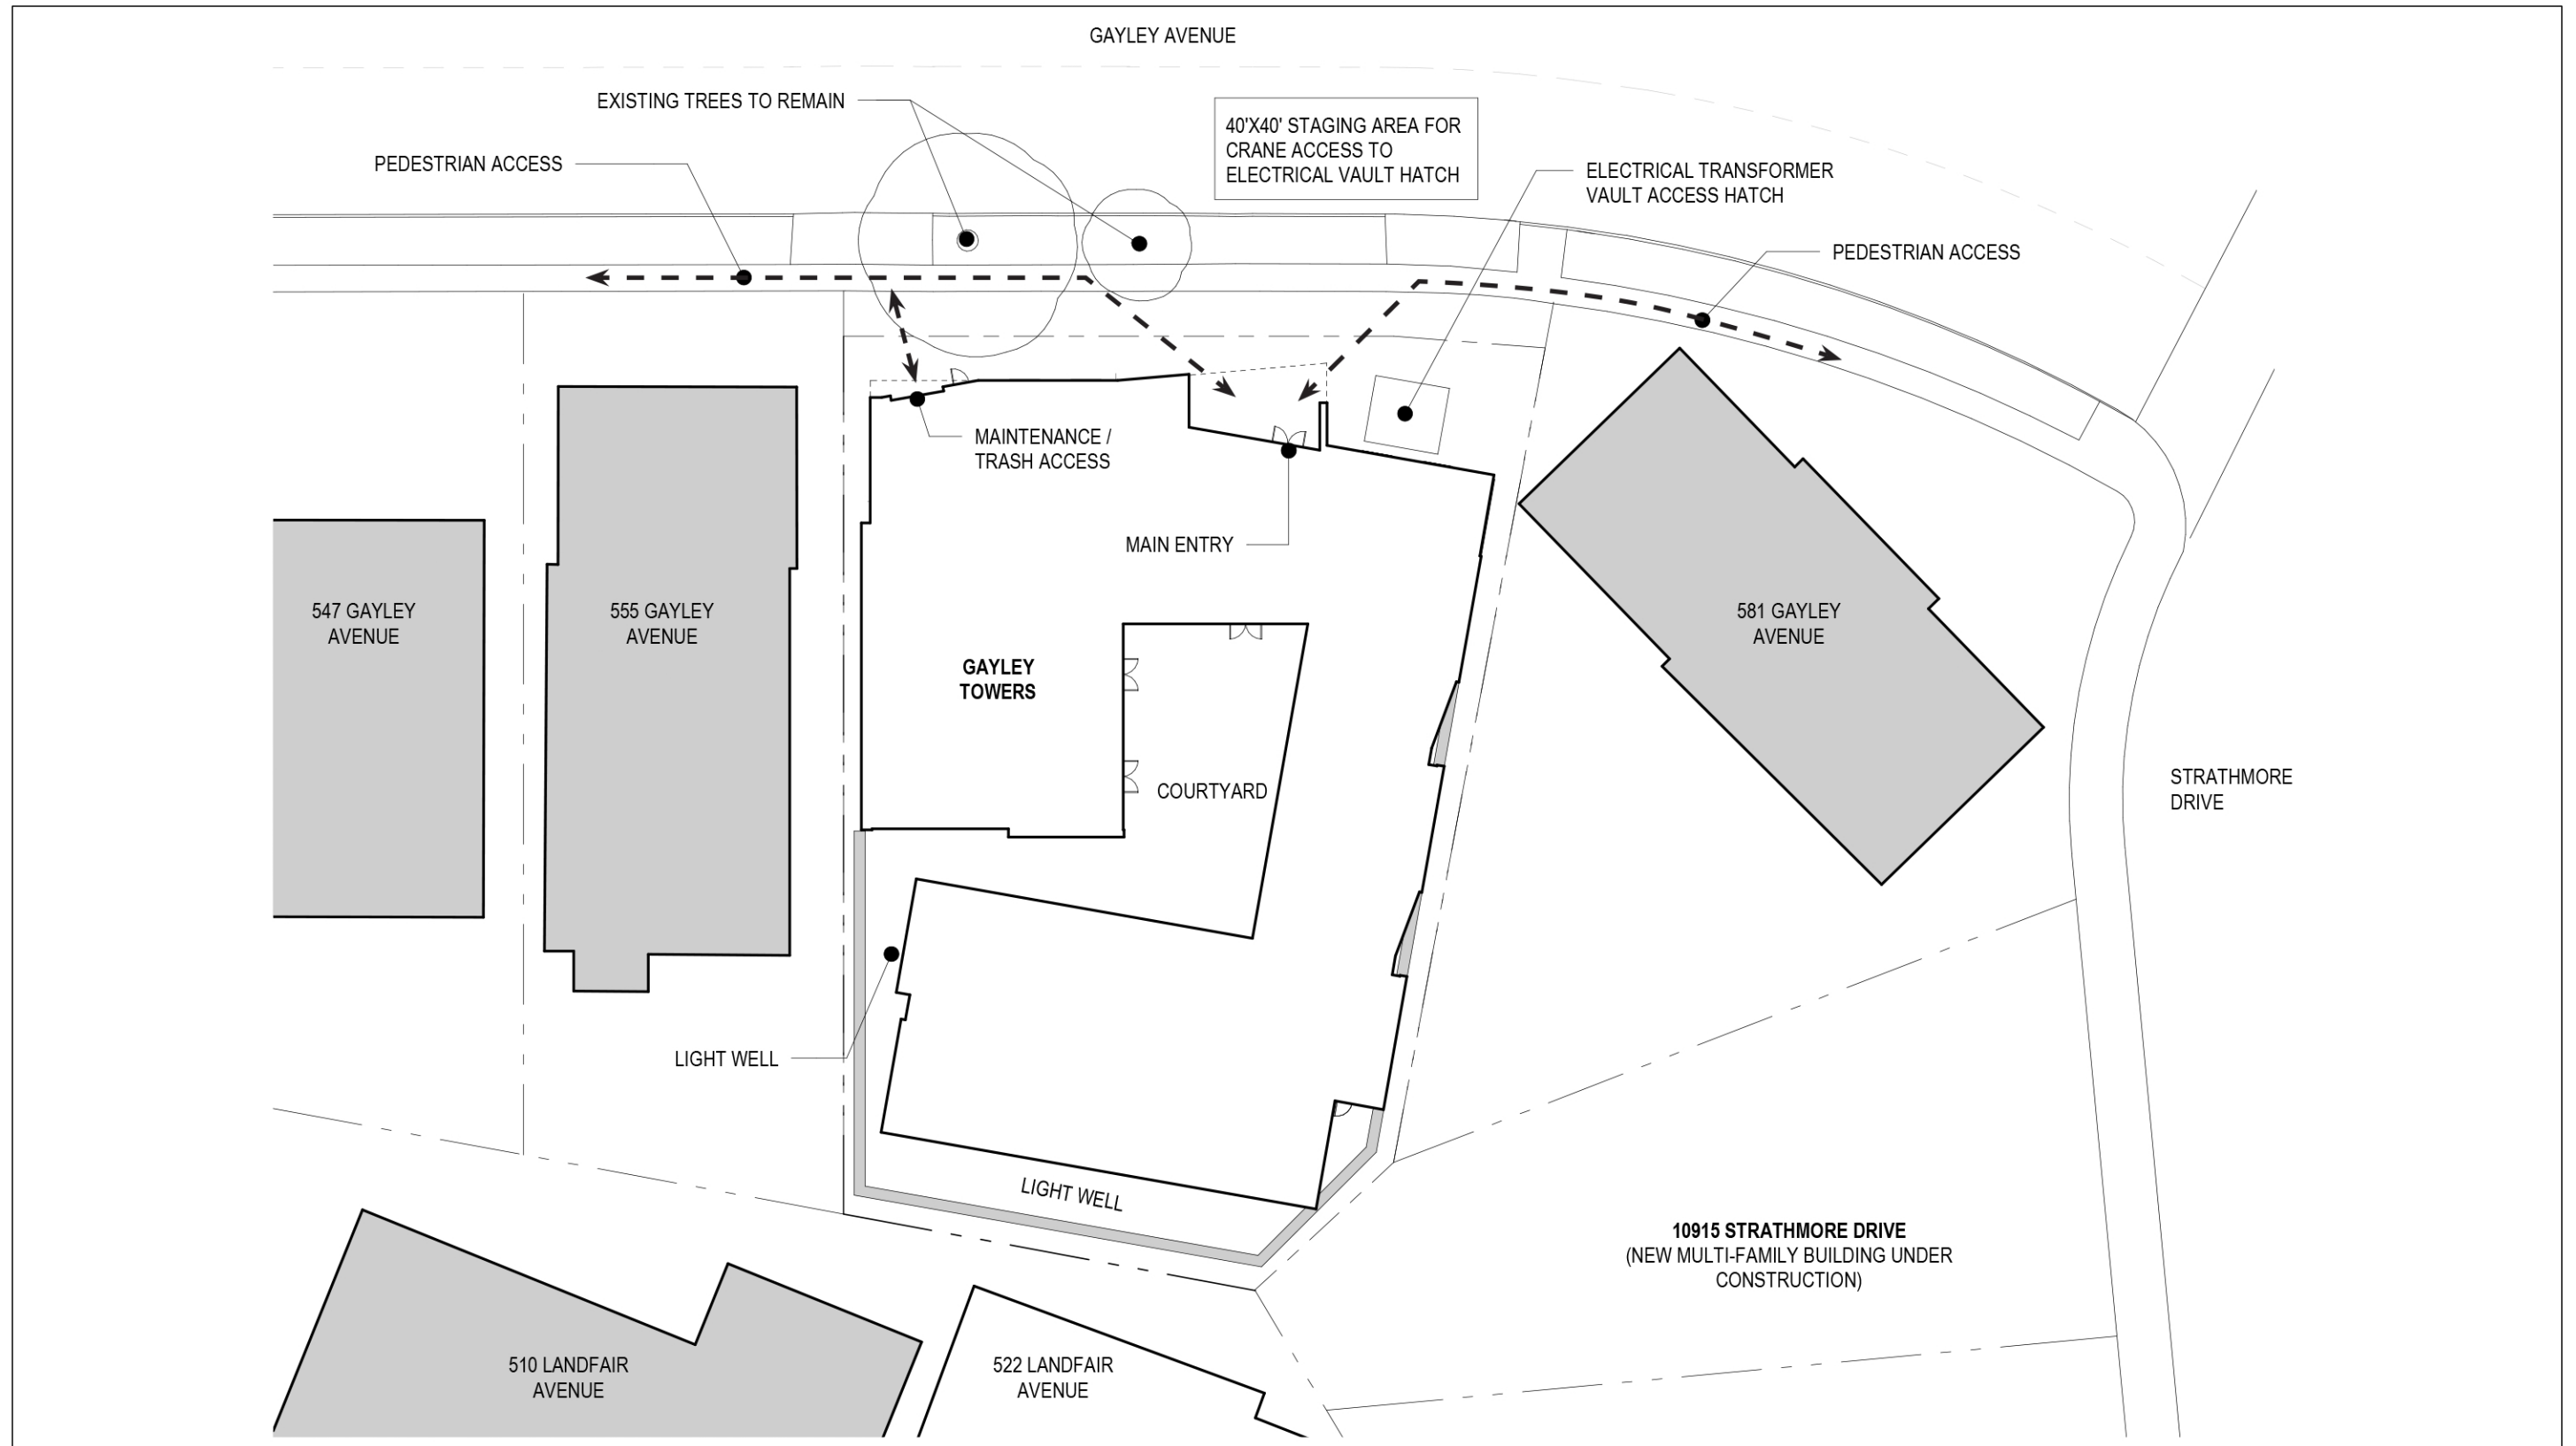 GAYLEY AVENUE
EXISTING TREES TO REMAIN
40'X40' STAGING AREA FOR
CRANE ACCESS TO
ELECTRICAL VAULT HATCH
PEDESTRIAN ACCESS
ELECTRICAL TRANSFORMER
VAULT ACCESS HATCH
PEDESTRIAN ACCESS
MAINTENANCE /
TRASH ACCESS
MAIN ENTRY
547 GAYLEY
AVENUE
555 GAYLEY
AVENUE
581 GAYLEY
AVENUE
GAYLEY
TOWERS
COURTYARD
STRATHMORE
DRIVE
LIGHT WELL
LIGHT WELL
10915 STRATHMORE DRIVE
(NEW MULTI-FAMILY BUILDING UNDER
CONSTRUCTION)
510 LANDFAIR
AVENUE
522 LANDFAIR
AVENUE